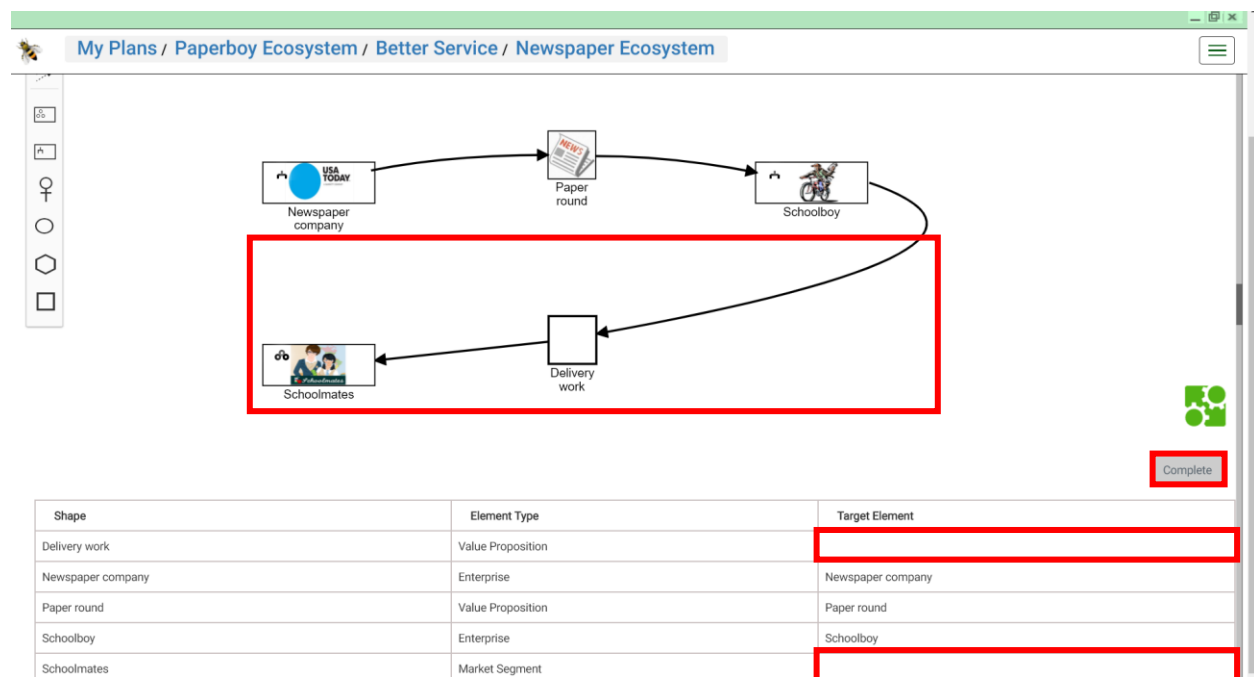 My Plans / Paperboy Ecosystem / Better Service / Newspaper Ecosystem
NEWS
USA
TODAY
Paper
round
Newspaper
company
Schoolboy
Schoolmates
Delivery
work
Schoolmates
Complete
Shape Element Type Target Element
Delivery work Value Proposition
Newspaper company Enterprise Newspaper company
Paper round Value Proposition Paper round
Schoolboy Enterprise Schoolboy
Schoolmates Market Segment